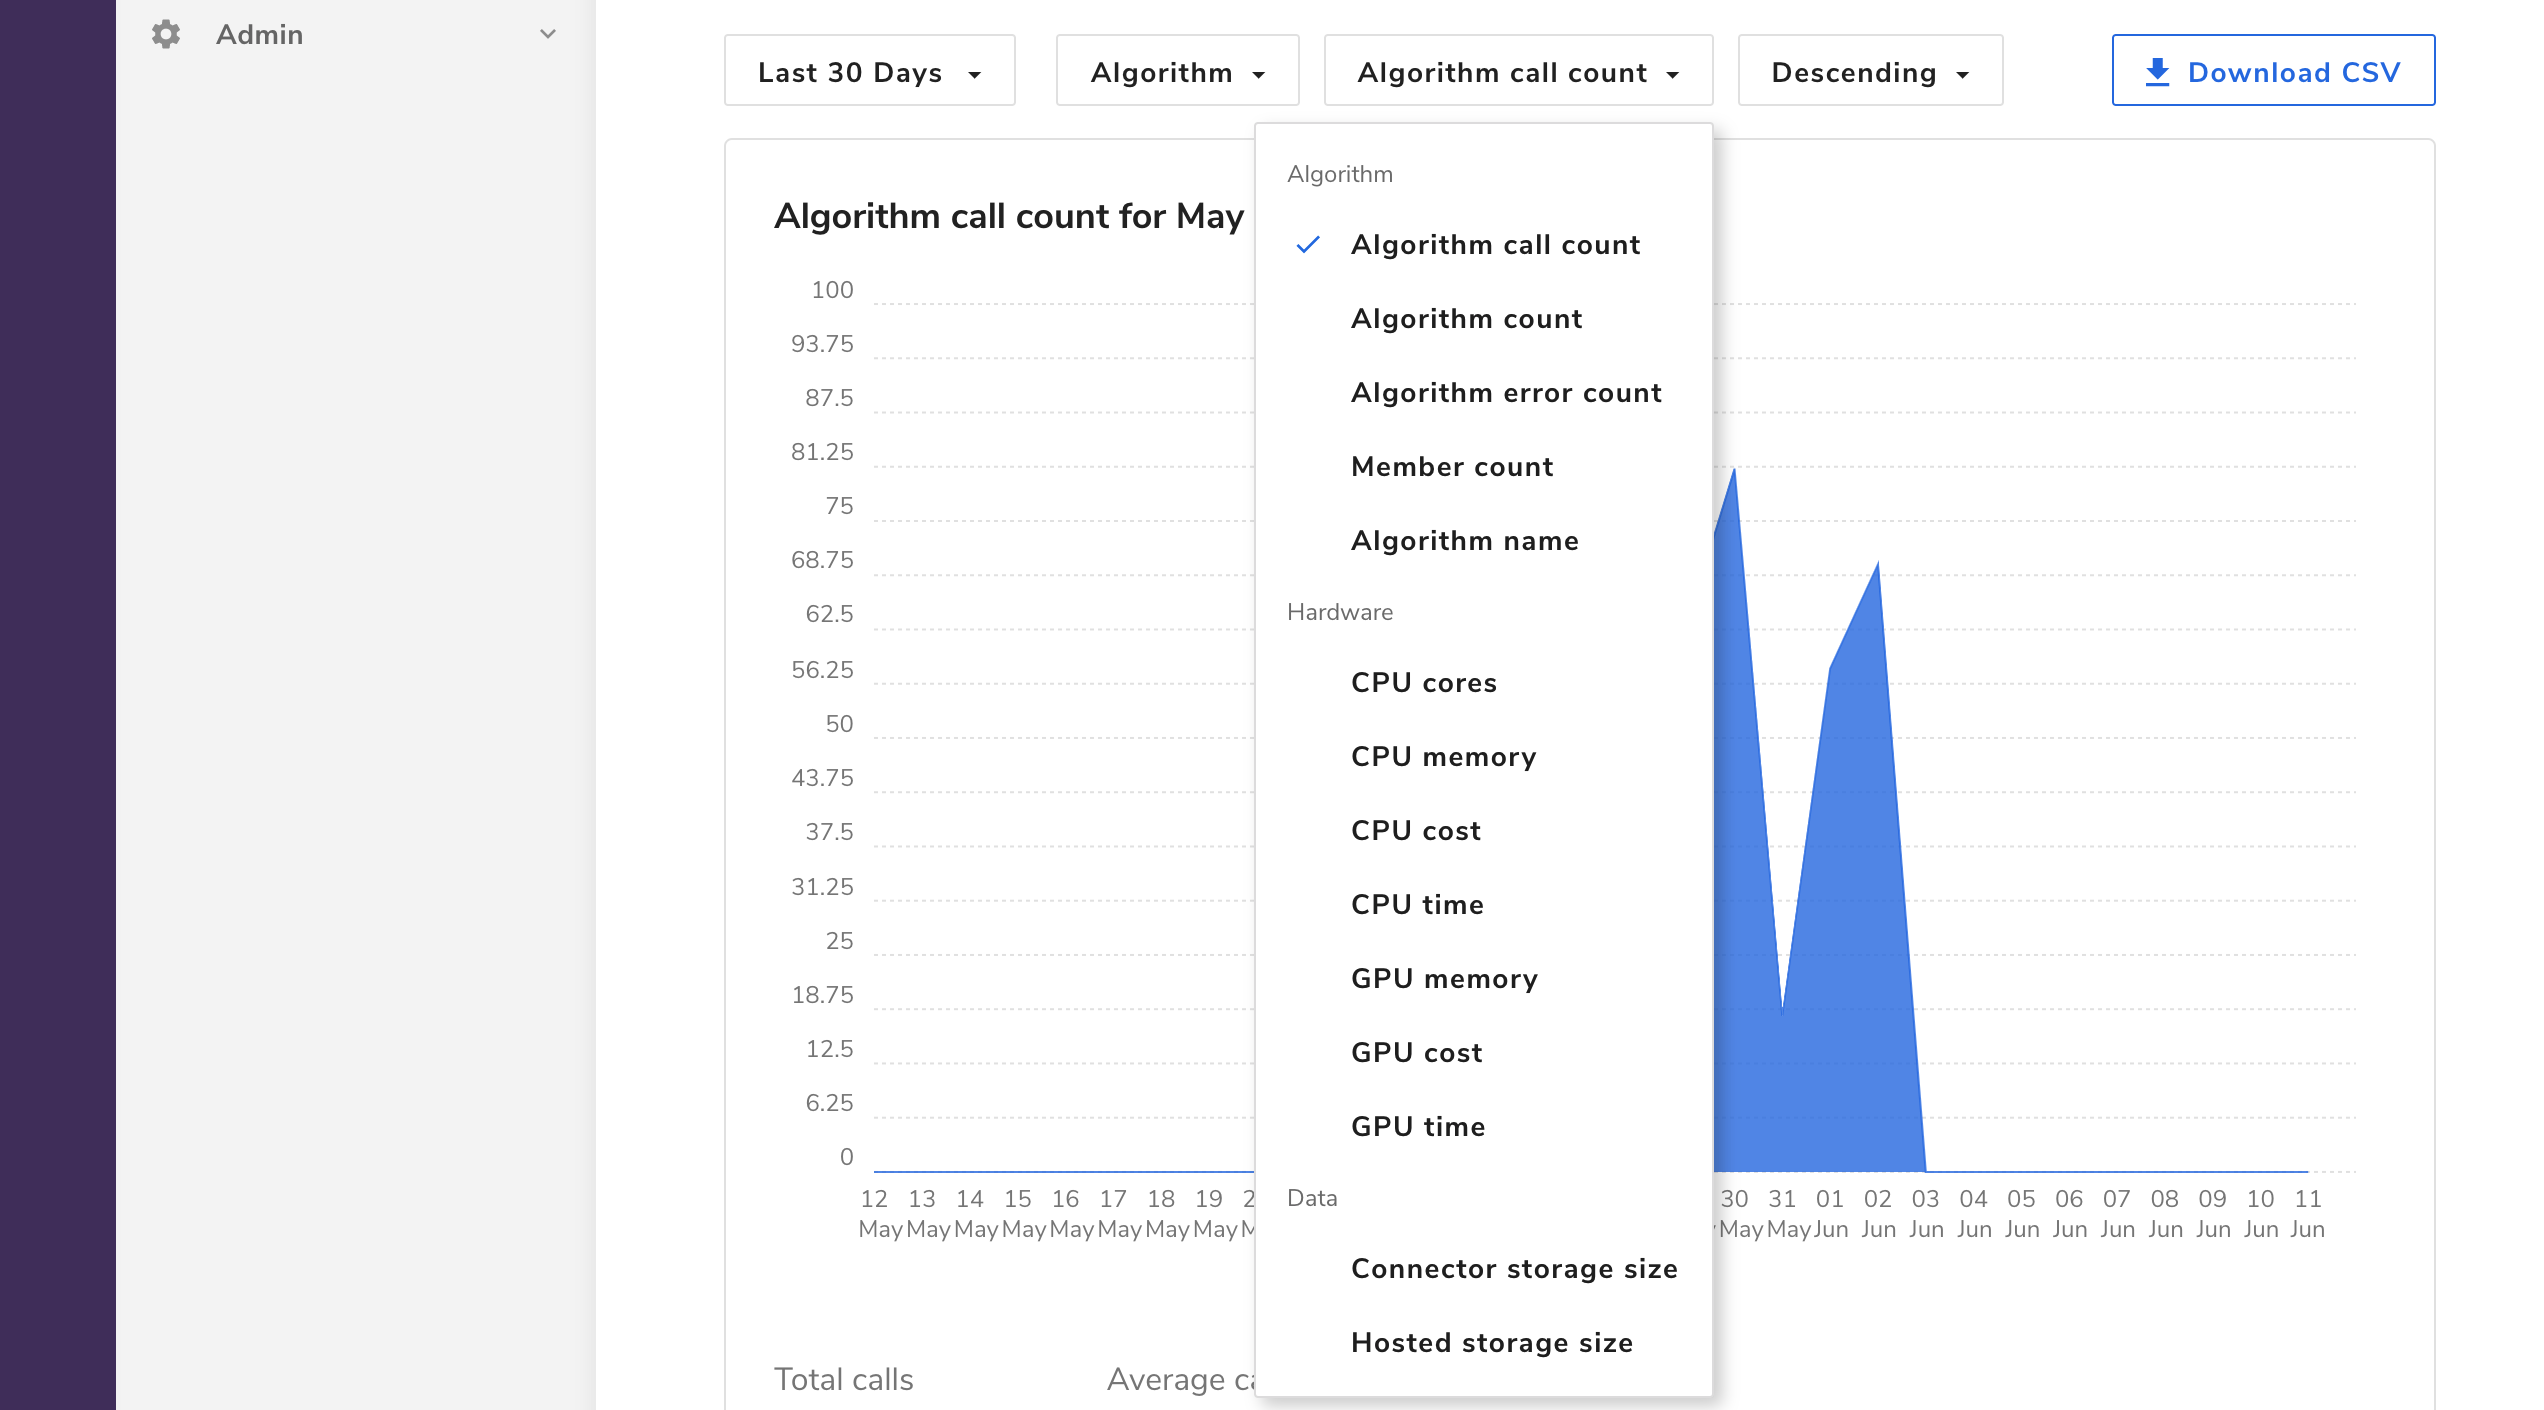 Admin
Last 30 Days
Algorithm
Algorithm call count
Descending
Download CSV
Algorithm call count for May
100
93.75
87.5
81.25
75
68.75
62.5
56.25
50
43.75
37.5
31.25
25
18.75
12.5
6.25
0
12 13 14 15 16 17 18 19
May May May May May May May May
30 31 01 02 03 04 05 06 07 08 09 10 11
May May Jun Jun Jun Jun Jun Jun Jun Jun Jun Jun Jun
Algorithm
Algorithm call count
Algorithm count
Algorithm error count
Member count
Algorithm name
Hardware
CPU cores
CPU memory
CPU cost
CPU time
GPU memory
GPU cost
GPU time
Data
Connector storage size
Hosted storage size
Total calls
Average